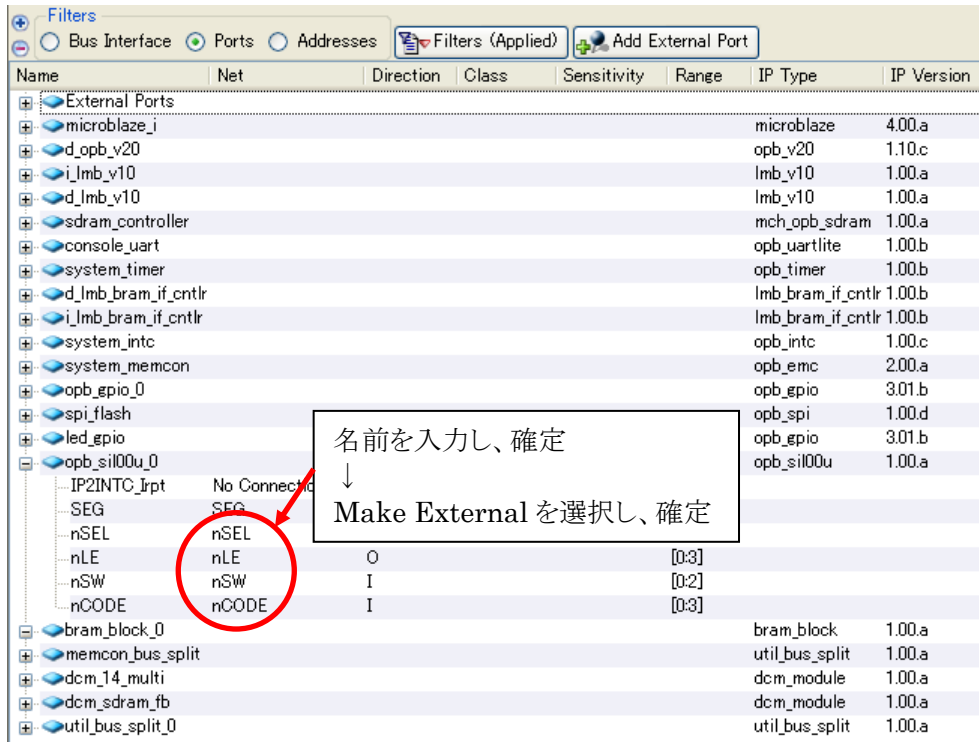 Filters
Bus Interface Ports Addresses Filters (Applied) Add External Port
Name Net Direction Class Sensitivity Range IP Type IP Version
External Ports
microblaze_i microblaze 4.00.a
d_opb_v20 opb_v20 1.10.c
i_lmb_v10 lmb_v10 1.00.a
d_lmb_v10 lmb_v10 1.00.a
sdram_controller mch_opb_sdram 1.00.a
console_uart opb_uartlite 1.00.b
system_timer opb_timer 1.00.b
d_lmb_bram_if_cntlr lmb_bram_if_cntlr 1.00.b
i_lmb_bram_if_cntlr lmb_bram_if_cntlr 1.00.b
system_intc opb_intc 1.00.c
system_memcon opb_emc 2.00.a
opb_gpio_0 opb_gpio 3.01.b
spi_flash opb_spi 1.00.d
led_gpio opb_gpio 3.01.b
opb_sil00u_0 opb_sil00u 1.00.a
名前を入力し、確定
↓
Make External を選択し、確定
IP2INTC_Irpt No Connectio
SEG SEG
nSEL nSEL
nLE nLE O [0:3]
nSW nSW I [0:2]
nCODE nCODE I [0:3]
bram_block_0 bram_block 1.00.a
memcon_bus_split util_bus_split 1.00.a
dcm_14_multi dcm_module 1.00.a
dcm_sdram_fb dcm_module 1.00.a
util_bus_split_0 util_bus_split 1.00.a